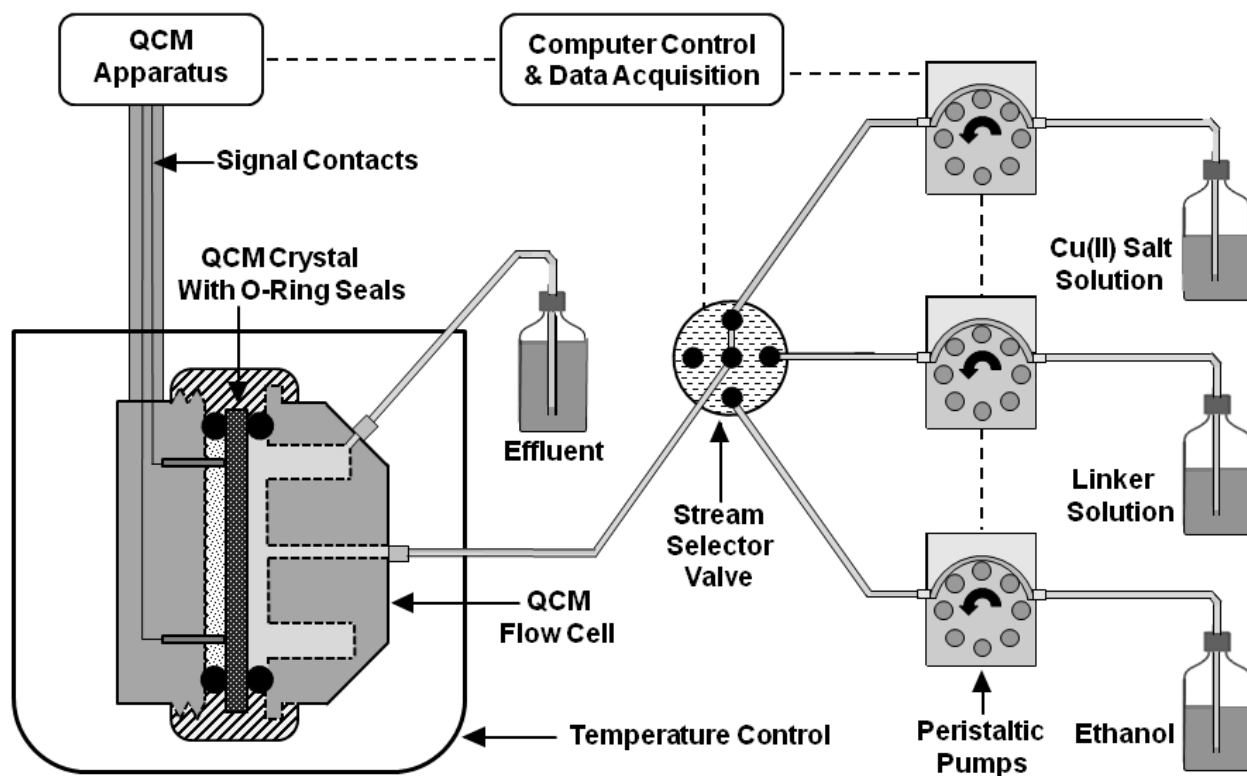 QCM
Apparatus
Computer Control
& Data Acquisition
Signal Contacts
QCM Crystal
With O-Ring Seals
Cu(II) Salt
Solution
Effluent
Stream
Selector
Valve
Linker
Solution
QCM
Flow Cell
Temperature Control
Peristaltic
Pumps
Ethanol